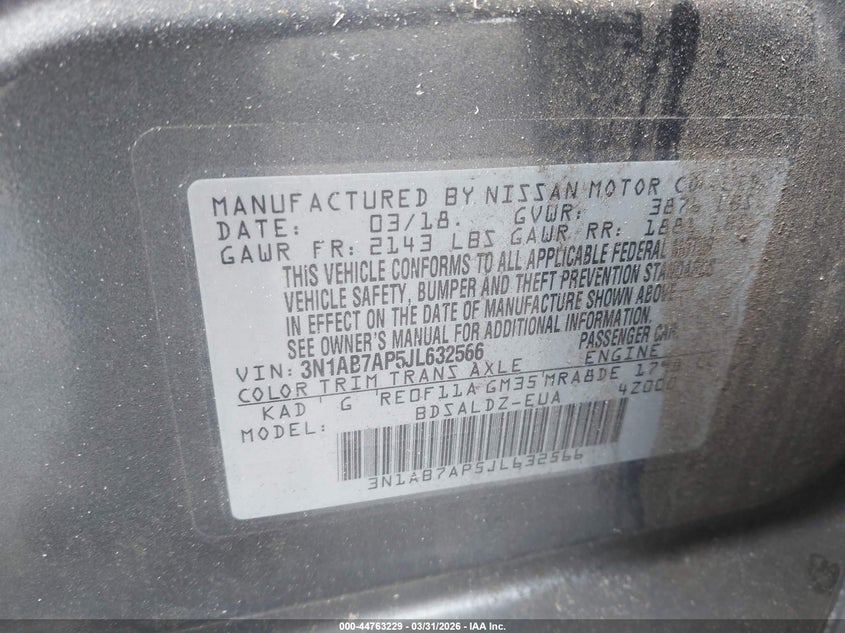 MANUFACTURED BY NISSAN MOTOR
DATE: 03/18. GVWR:
GAWR FR: 2143 LBS GAWR RR:
THIS VEHICLE CONFORMS TO ALL APPLICABLE FEDERAL MOTOR
VEHICLE SAFETY, BUMPER AND THEFT PREVENTION STANDARDS
IN EFFECT ON THE DATE OF MANUFACTURE SHOWN ABOVE.
SEE OWNER'S MANUAL FOR ADDITIONAL INFORMATION.
VIN: 3N1AB7AP5JL632566 PASSENGER CAR
COLOR TRIM TRANS AXLE ENGINE
KAD G RE0F11A GM35 MRA8DE
MODEL: BDSALDZ-EUA
3N1AB7AP5JL632566
000-44763229 - 03/31/2026 - IAA Inc.